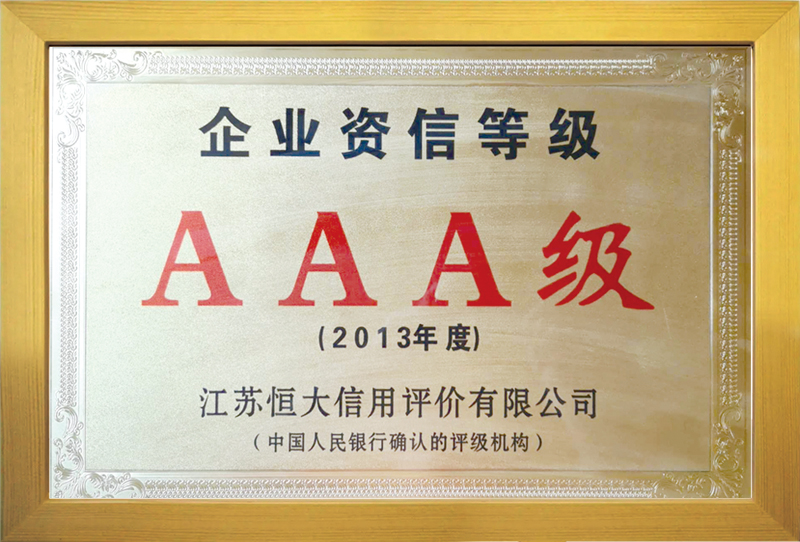 企业资信等级
AAA级
(2013年度)
江苏恒大信用评价有限公司
(中国人民银行确认的评级机构)